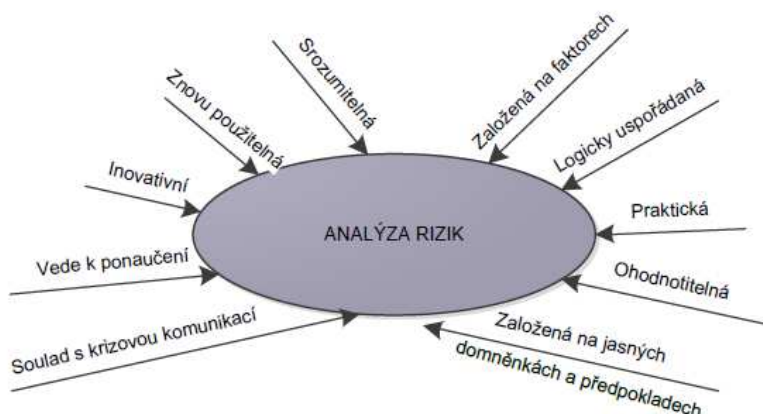 Srozumitelná
Založená na faktorech
Znovu použitelná
Logicky uspořádaná
Inovativní
Praktická
ANALÝZA RIZIK
Vede k ponaučení
Ohodnotitelná
Soulad s krizovou komunikací
Založená na jasných
domněnkách a předpokladech